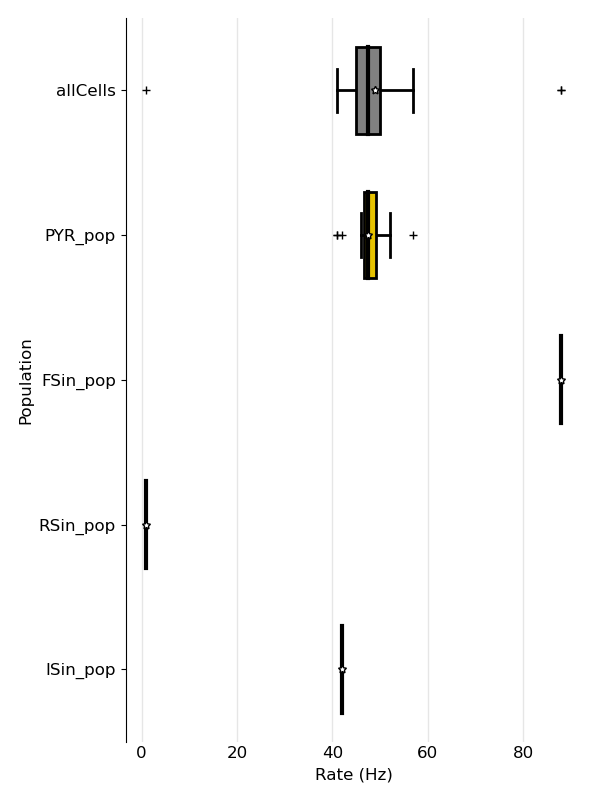 allCells
PYR_pop
FSin_pop
RSin_pop
ISin_pop
Population
0 20 40 60 80
Rate (Hz)